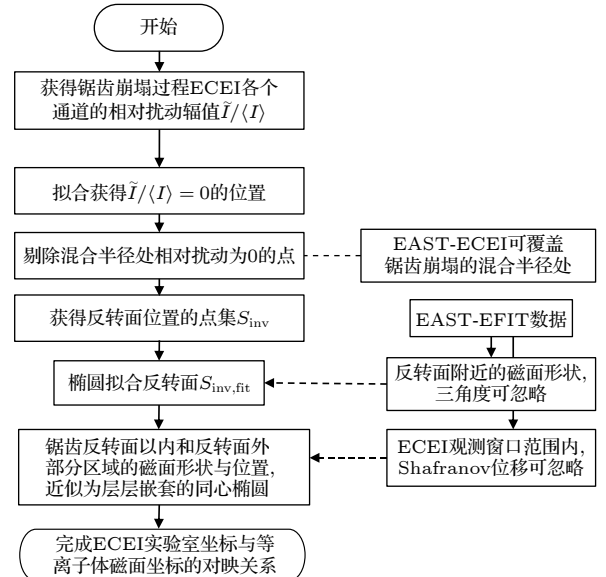 开始
获得锯齿崩塌过程ECEI各个
通道的相对扰动辐值Ĩ/⟨I⟩
拟合获得Ĩ/⟨I⟩ = 0的位置
剔除混合半径处相对扰动为0的点
EAST-ECEI可覆盖
锯齿崩塌的混合半径处
获得反转面位置的点集S_inv
EAST-EFIT数据
椭圆拟合反转面S_inv,fit
反转面附近的磁面形状,
三角度可忽略
锯齿反转面以内和反转面外
部分区域的磁面形状与位置,
近似为层层嵌套的同心椭圆
ECEI观测窗口范围内,
Shafranov位移可忽略
完成ECEI实验室坐标与等
离子体磁面坐标的对映关系